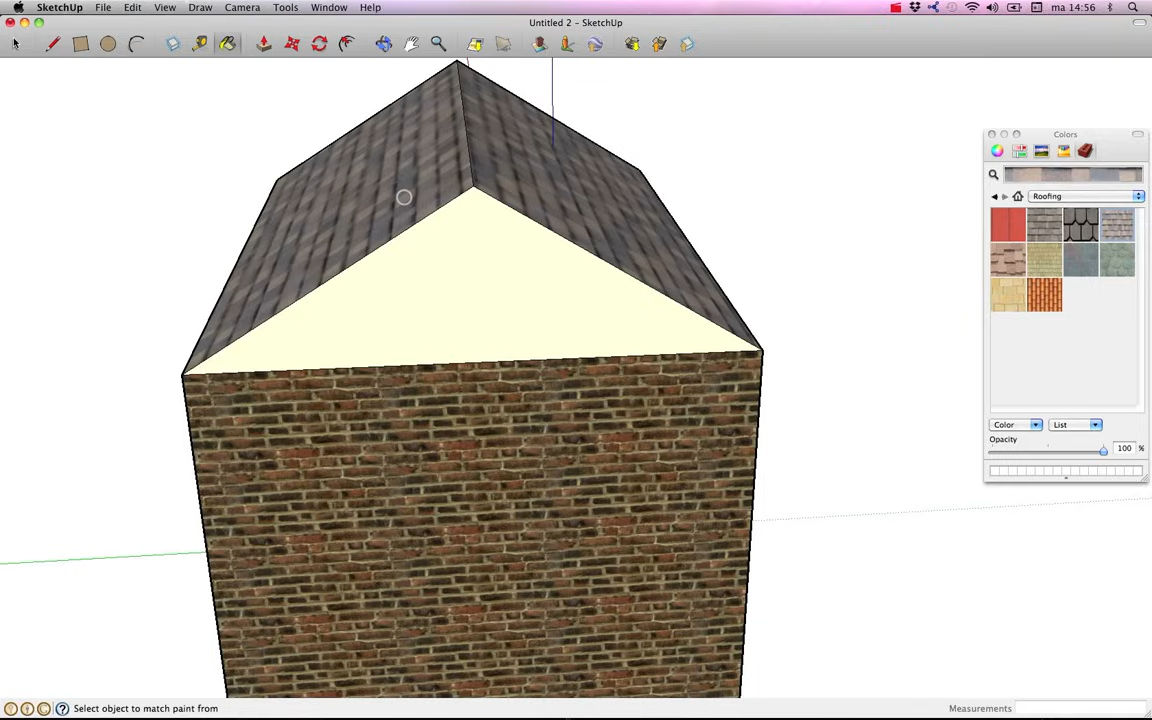 SketchUp File Edit View Draw Camera Tools Window Help ma 14:56
Untitled 2 - SketchUp
Colors
Roofing
Color List
Opacity
100 %
Select object to match paint from Measurements